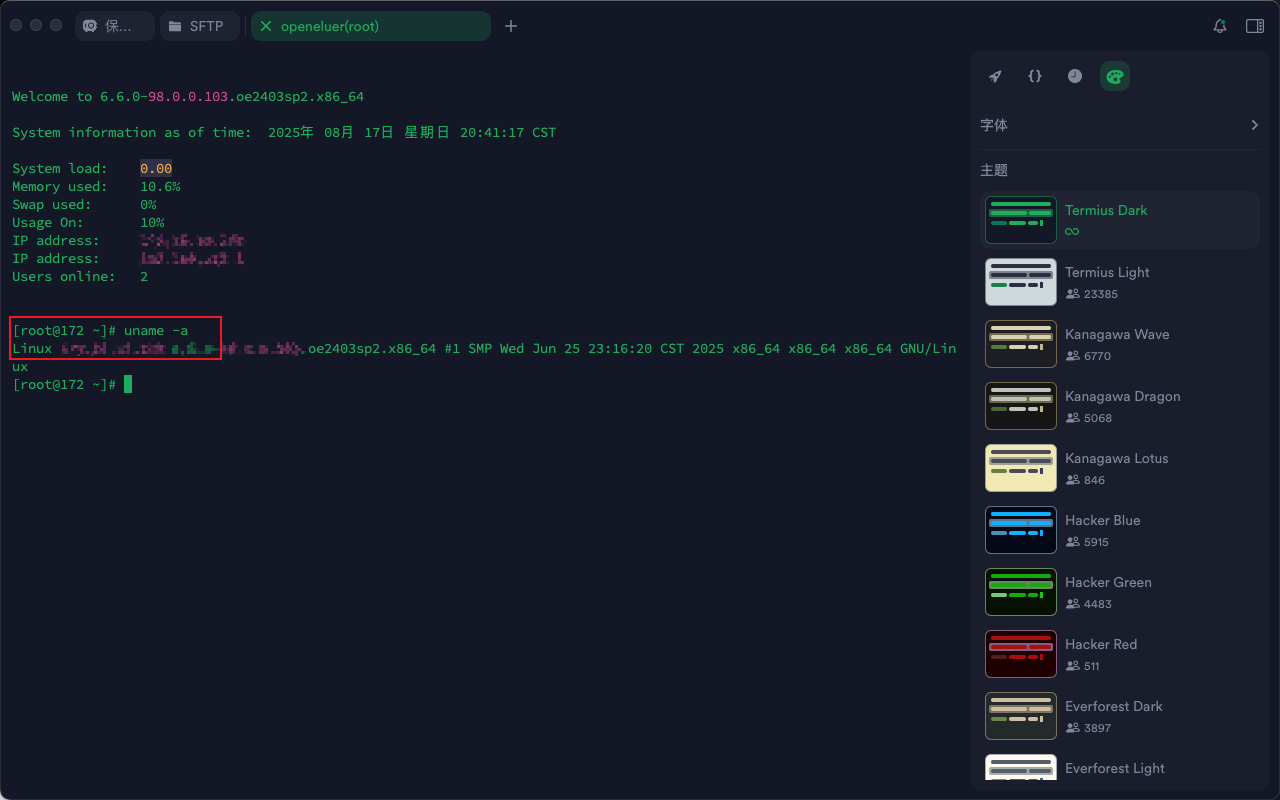 保...
SFTP
openeluer(root)
Welcome to 6.6.0-98.0.0.103.oe2403sp2.x86_64
System information as of time:  2025年 08月 17日 星期日 20:41:17 CST
System load:    0.00
Memory used:    10.6%
Swap used:      0%
Usage On:       10%
IP address:
IP address:
Users online:   2
[root@172 ~]# uname -a
Linux .oe2403sp2.x86_64 #1 SMP Wed Jun 25 23:16:20 CST 2025 x86_64 x86_64 x86_64 GNU/Lin
ux
[root@172 ~]#
{}
字体
主题
Termius Dark
∞
Termius Light
23385
Kanagawa Wave
6770
Kanagawa Dragon
5068
Kanagawa Lotus
846
Hacker Blue
5915
Hacker Green
4483
Hacker Red
511
Everforest Dark
3897
Everforest Light